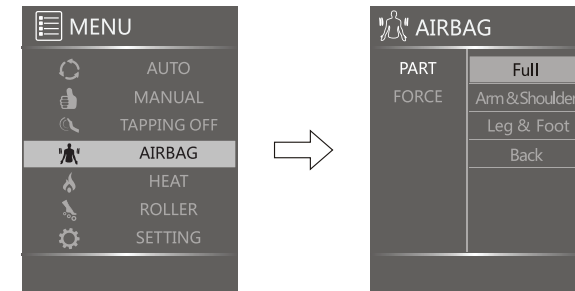 MENU
AUTO
MANUAL
TAPPING OFF
AIRBAG
HEAT
ROLLER
SETTING
AIRBAG
PART
FORCE
Full
Arm & Shoulder
Leg & Foot
Back